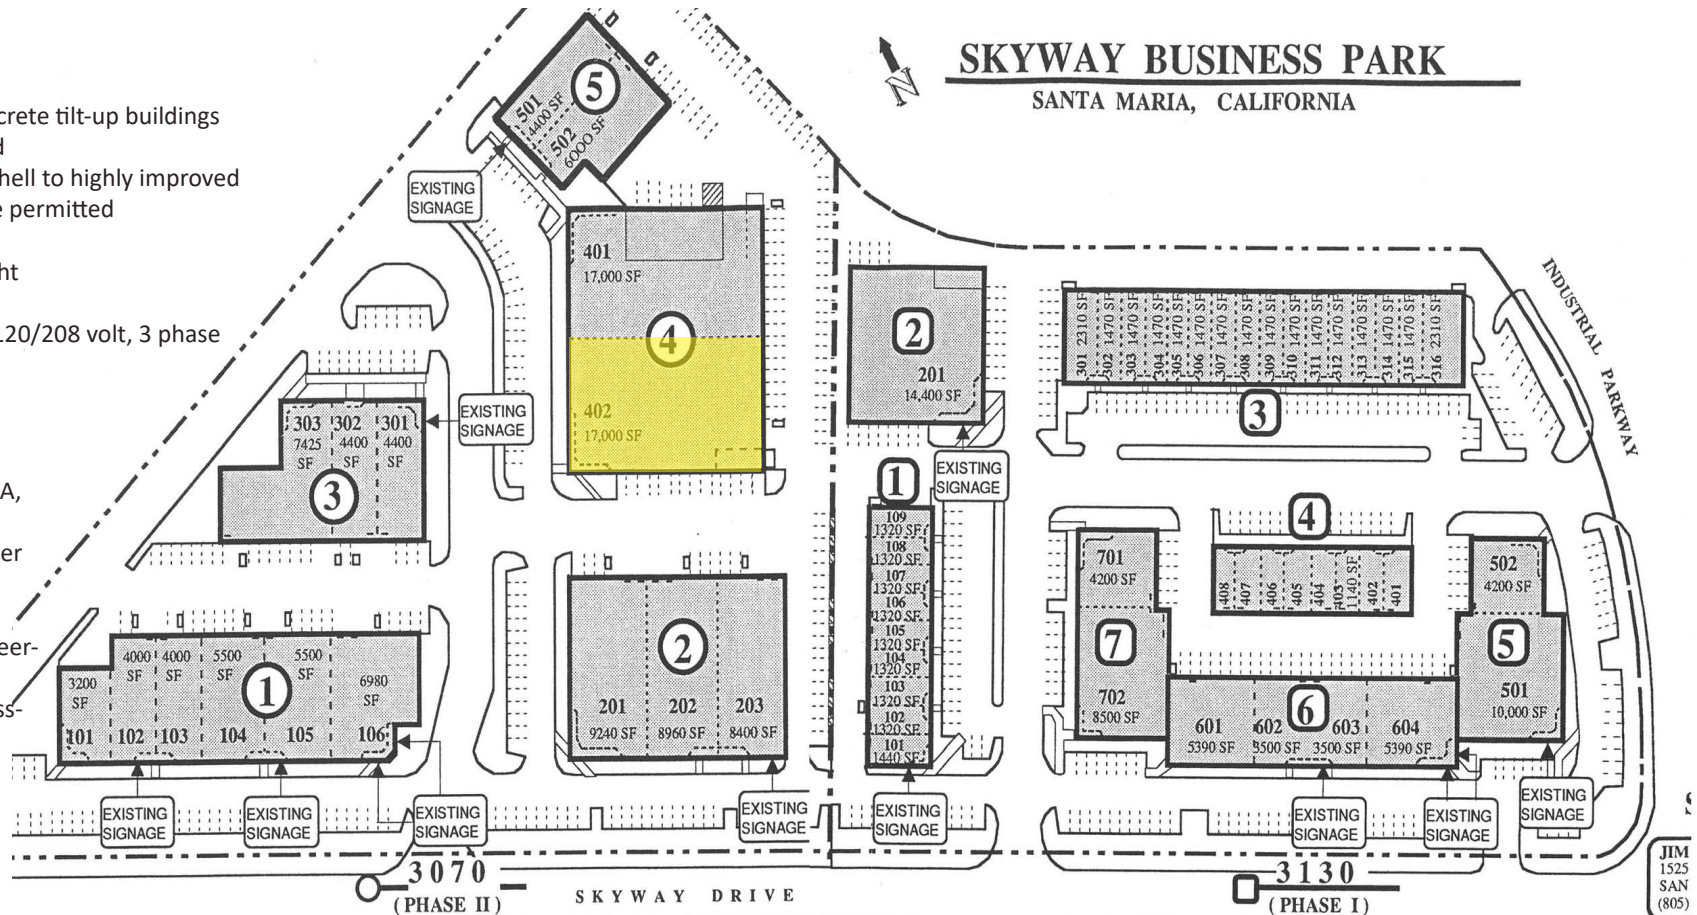 SKYWAY BUSINESS PARK
SANTA MARIA, CALIFORNIA
N
crete tilt-up buildings
d
hell to highly improved
e permitted
ht
120/208 volt, 3 phase
A,
er
eer-
ss-
5
501
4400 SF
502
6000 SF
EXISTING
SIGNAGE
401
17,000 SF
4
402
17,000 SF
EXISTING
SIGNAGE
303
7425
SF
302
4400
SF
301
4400
SF
3
3200
SF
4000
SF
4000
SF
5500
SF
5500
SF
6980
SF
1
101
102
103
104
105
106
EXISTING
SIGNAGE
EXISTING
SIGNAGE
EXISTING
SIGNAGE
2
201
9240 SF
202
8960 SF
203
8400 SF
EXISTING
SIGNAGE
2
201
14,400 SF
EXISTING
SIGNAGE
1
109
1320 SF
108
1320 SF
107
1320 SF
106
1320 SF
105
1320 SF
104
1320 SF
103
1320 SF
102
1320 SF
101
1440 SF
EXISTING
SIGNAGE
301 2310 SF
302 1470 SF
303 1470 SF
304 1470 SF
305 1470 SF
306 1470 SF
307 1470 SF
308 1470 SF
309 1470 SF
310 1470 SF
311 1470 SF
312 1470 SF
313 1470 SF
314 1470 SF
315 1470 SF
316 2310 SF
3
INDUSTRIAL PARKWAY
4
408
407
406
405
404
403
1140 SF
402
401
701
4200 SF
7
702
8500 SF
502
4200 SF
5
501
10,000 SF
6
601
5390 SF
602
3500 SF
603
3500 SF
604
5390 SF
EXISTING
SIGNAGE
EXISTING
SIGNAGE
EXISTING
SIGNAGE
3070
(PHASE II)
SKYWAY DRIVE
3130
(PHASE I)
JIM
1525
SAN
(805)